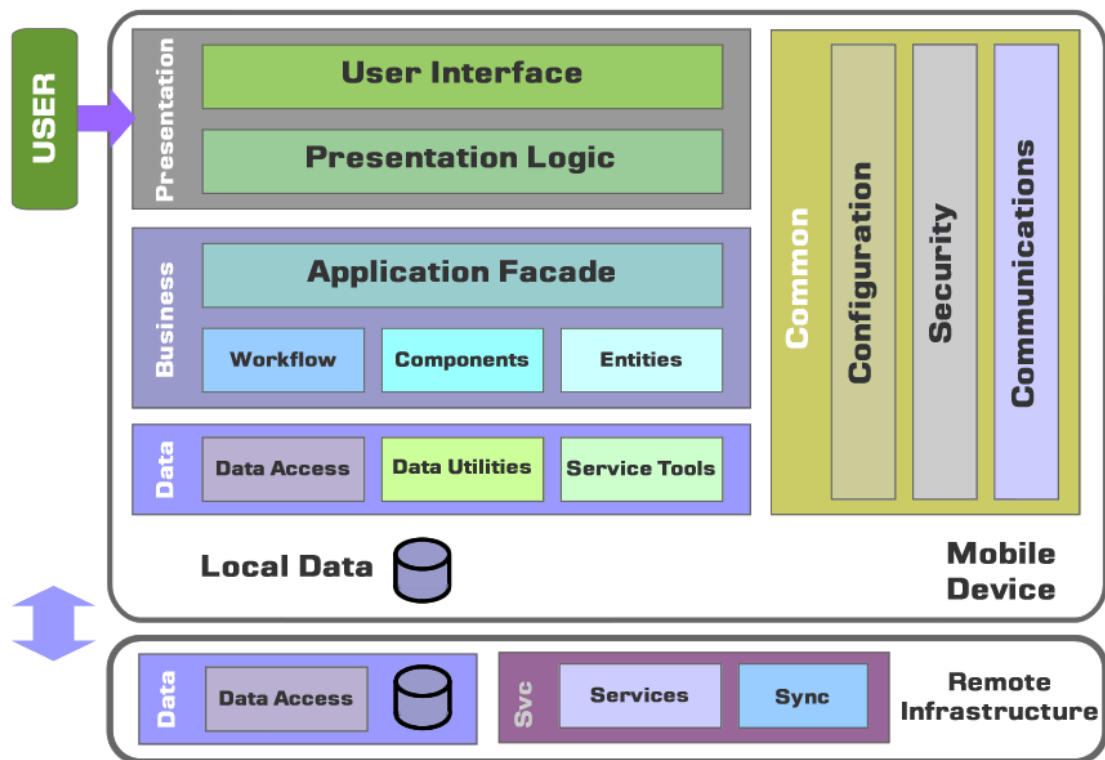 USER
Presentation
User Interface
Presentation Logic
Business
Application Facade
Workflow
Components
Entities
Data
Data Access
Data Utilities
Service Tools
Common
Configuration
Security
Communications
Local Data
Mobile
Device
Data
Data Access
Svc
Services
Sync
Remote
Infrastructure